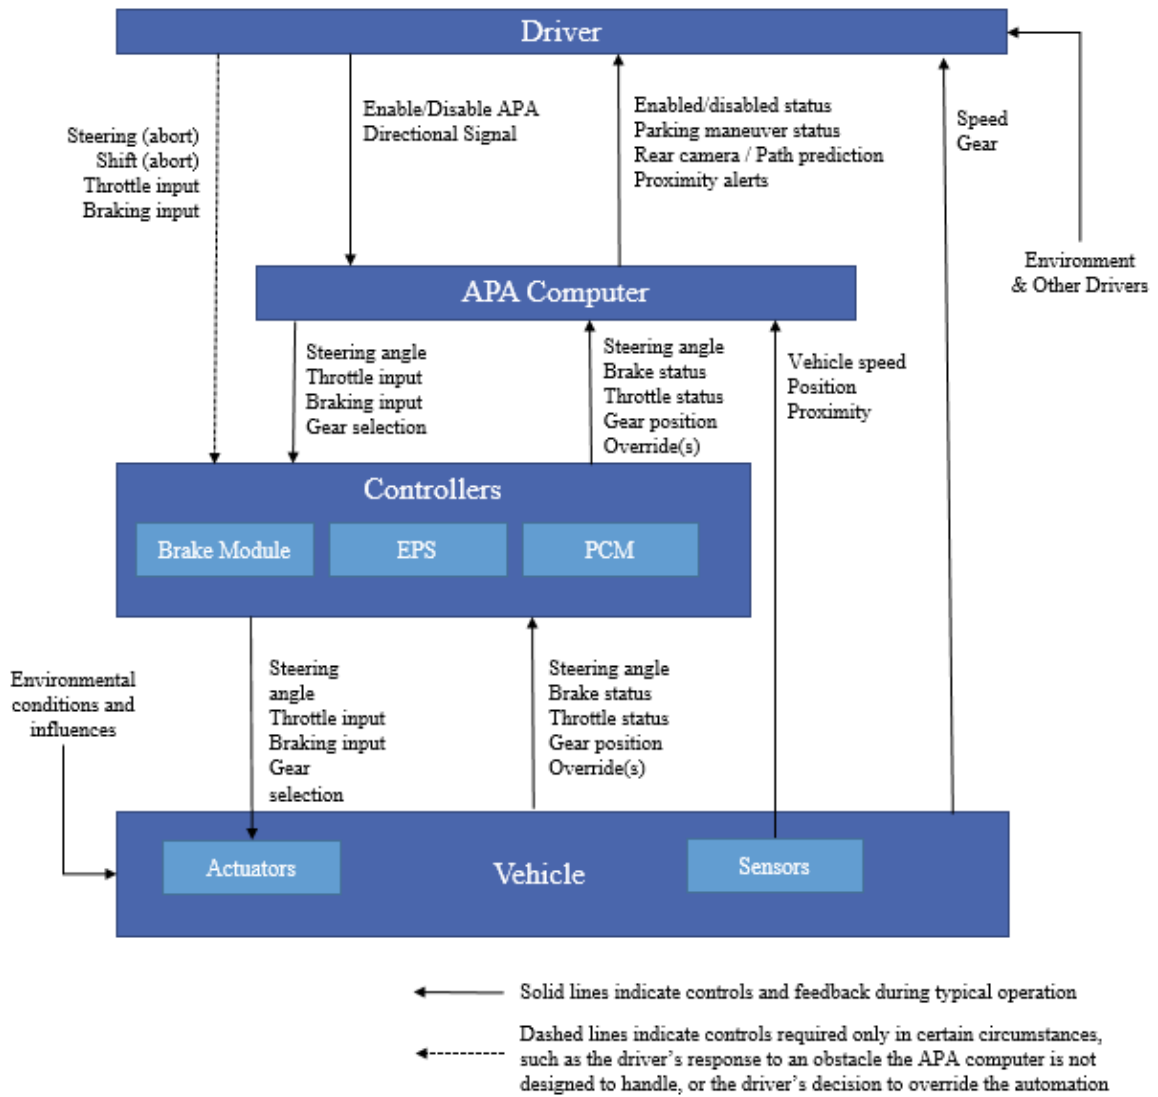 Driver
Steering (abort)
Shift (abort)
Throttle input
Braking input
Enable/Disable APA
Directional Signal
Enabled/disabled status
Parking maneuver status
Rear camera / Path prediction
Proximity alerts
Speed
Gear
Environment
& Other Drivers
APA Computer
Steering angle
Throttle input
Braking input
Gear selection
Steering angle
Brake status
Throttle status
Gear position
Override(s)
Vehicle speed
Position
Proximity
Controllers
Brake Module
EPS
PCM
Environmental
conditions and
influences
Steering
angle
Throttle input
Braking input
Gear
selection
Steering angle
Brake status
Throttle status
Gear position
Override(s)
Actuators
Vehicle
Sensors
Solid lines indicate controls and feedback during typical operation
Dashed lines indicate controls required only in certain circumstances,
such as the driver's response to an obstacle the APA computer is not
designed to handle, or the driver's decision to override the automation